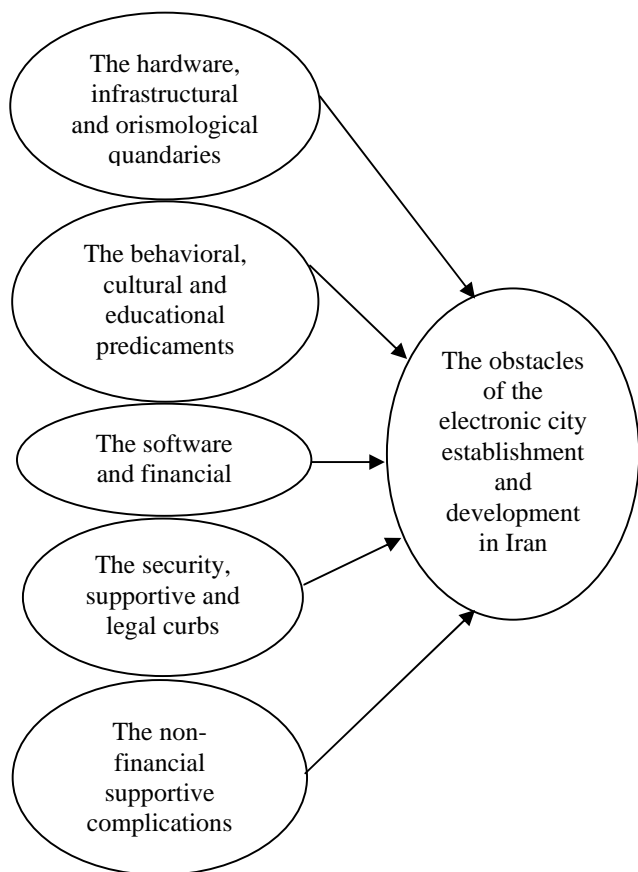 The hardware,
infrastructural
and orismological
quandaries
The behavioral,
cultural and
educational
predicaments
The software
and financial
The security,
supportive and
legal curbs
The non-
financial
supportive
complications
The obstacles
of the
electronic city
establishment
and
development
in Iran